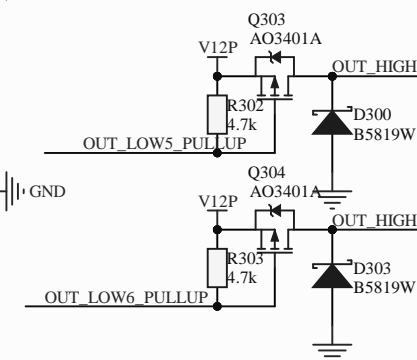 Q303
AO3401A
V12P
OUT_HIGH
R302
4.7k
D300
B5819W
OUT_LOW5_PULLUP
GND
Q304
AO3401A
V12P
OUT_HIGH
R303
4.7k
D303
B5819W
OUT_LOW6_PULLUP